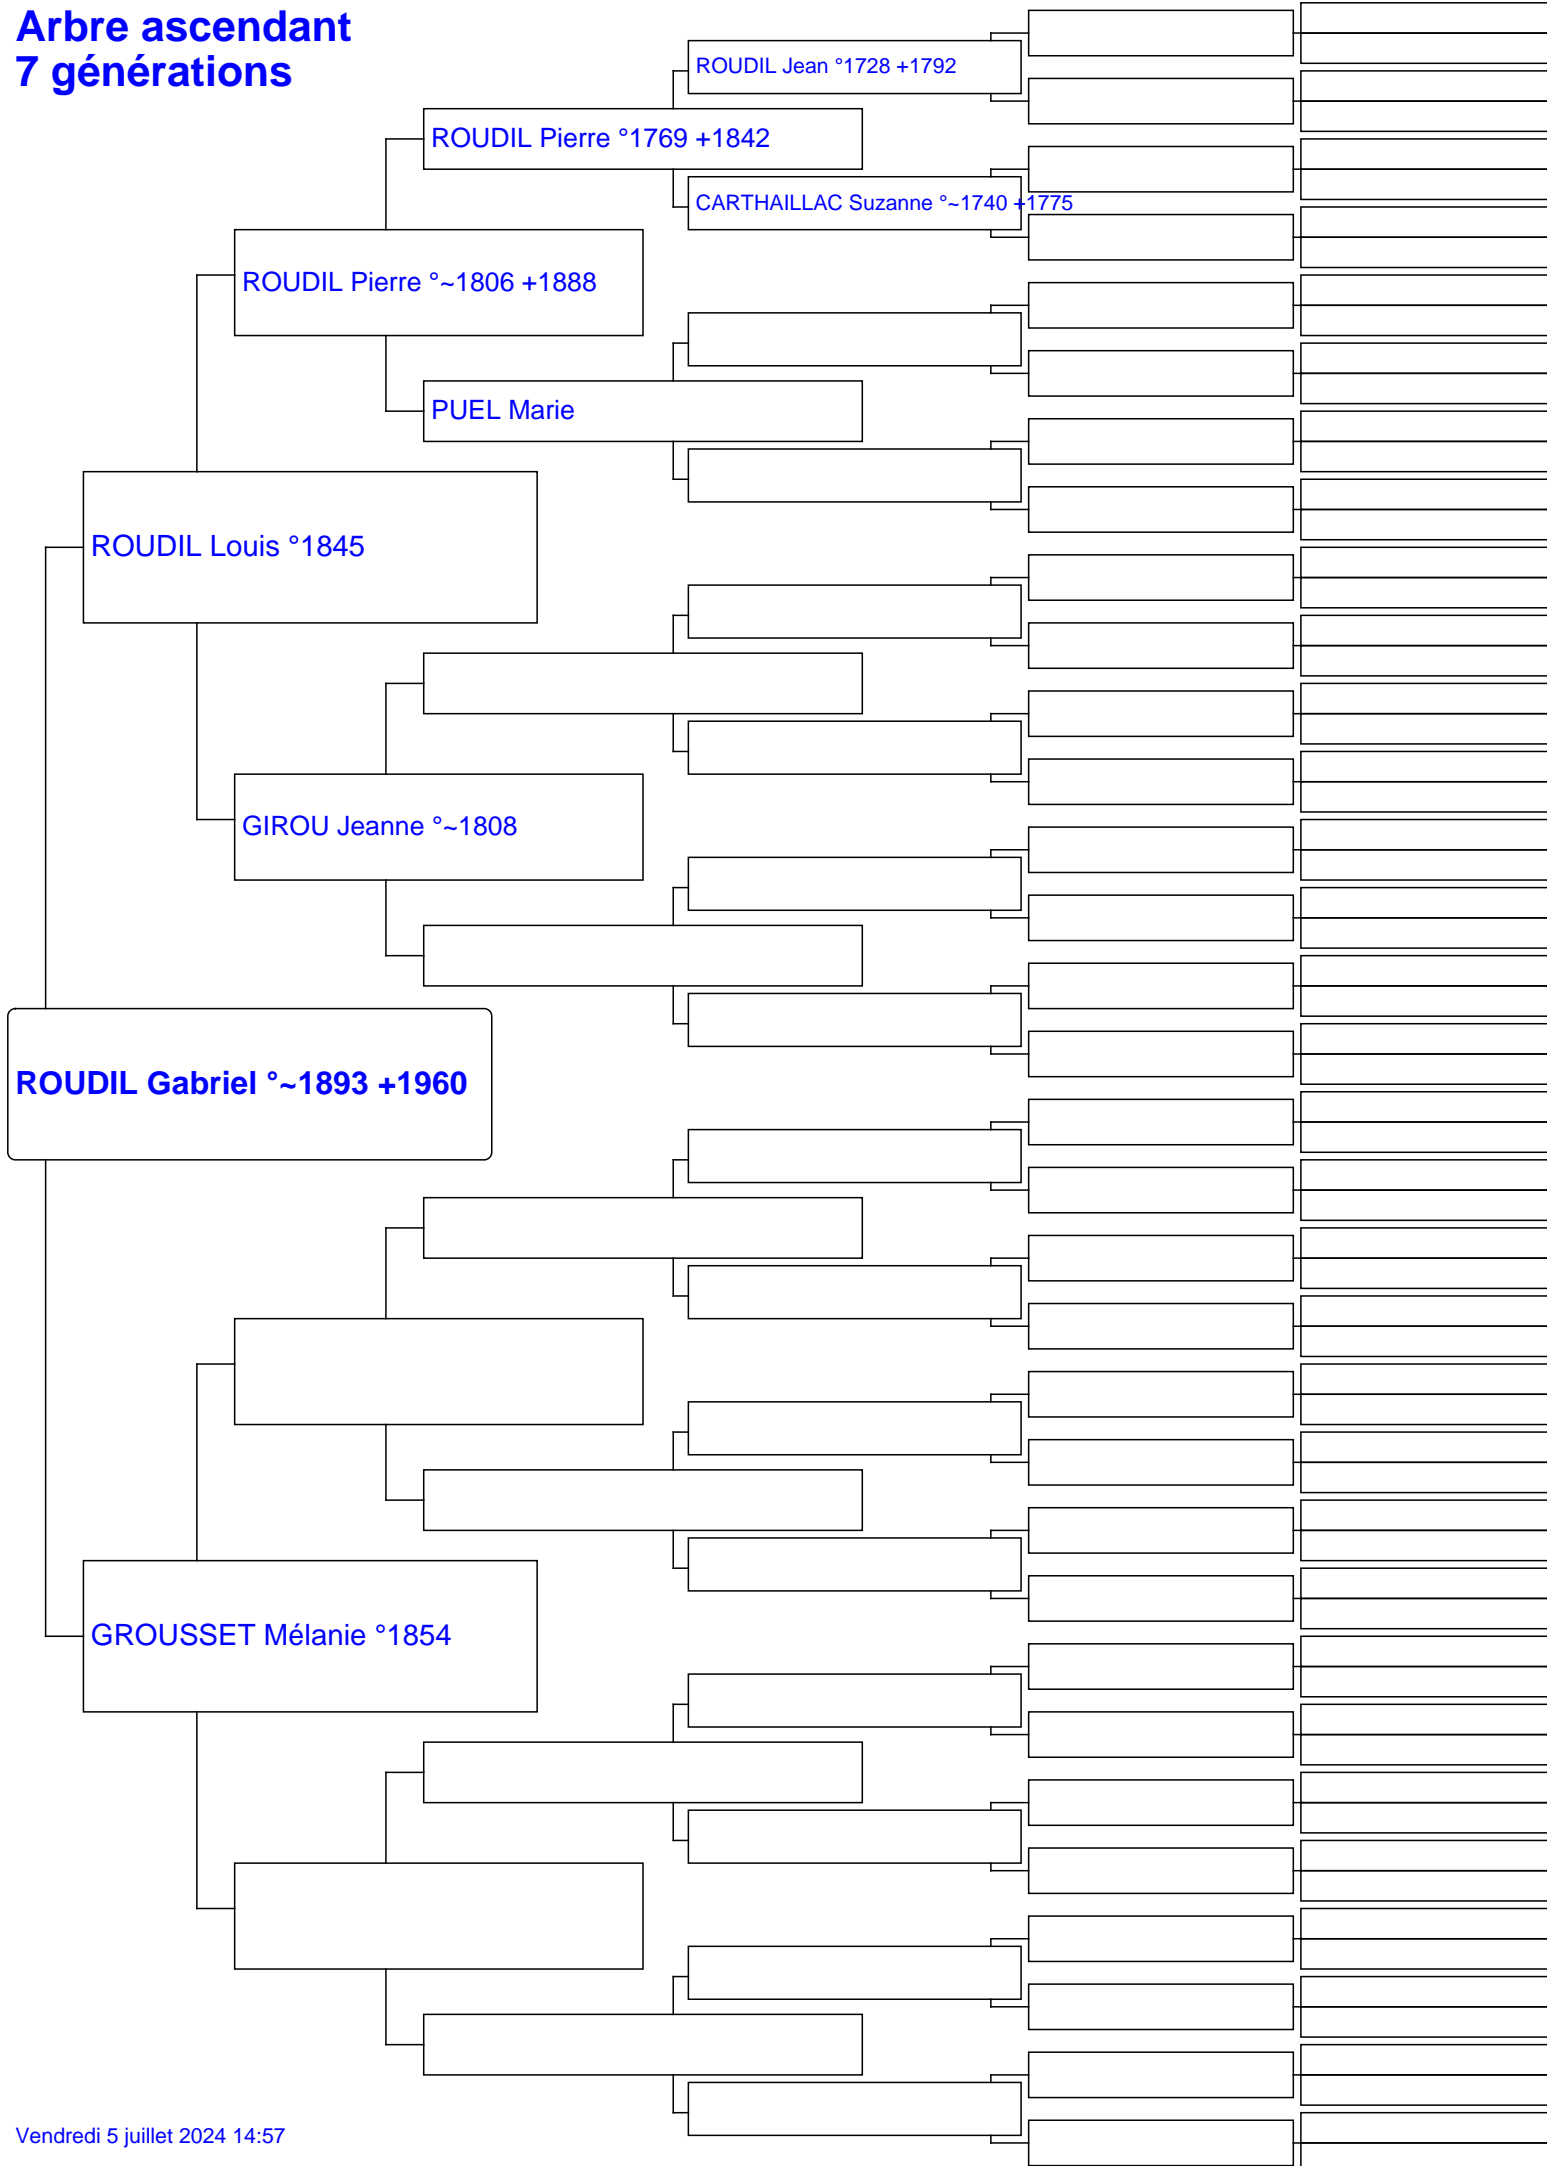 Arbre ascendant
7 générations
ROUDIL Jean °1728 +1792
ROUDIL Pierre °1769 +1842
CARTHAILLAC Suzanne °~1740 +1775
ROUDIL Pierre °~1806 +1888
PUEL Marie
ROUDIL Louis °1845
GIROU Jeanne °~1808
ROUDIL Gabriel °~1893 +1960
GROUSSET Mélanie °1854
Vendredi 5 juillet 2024 14:57